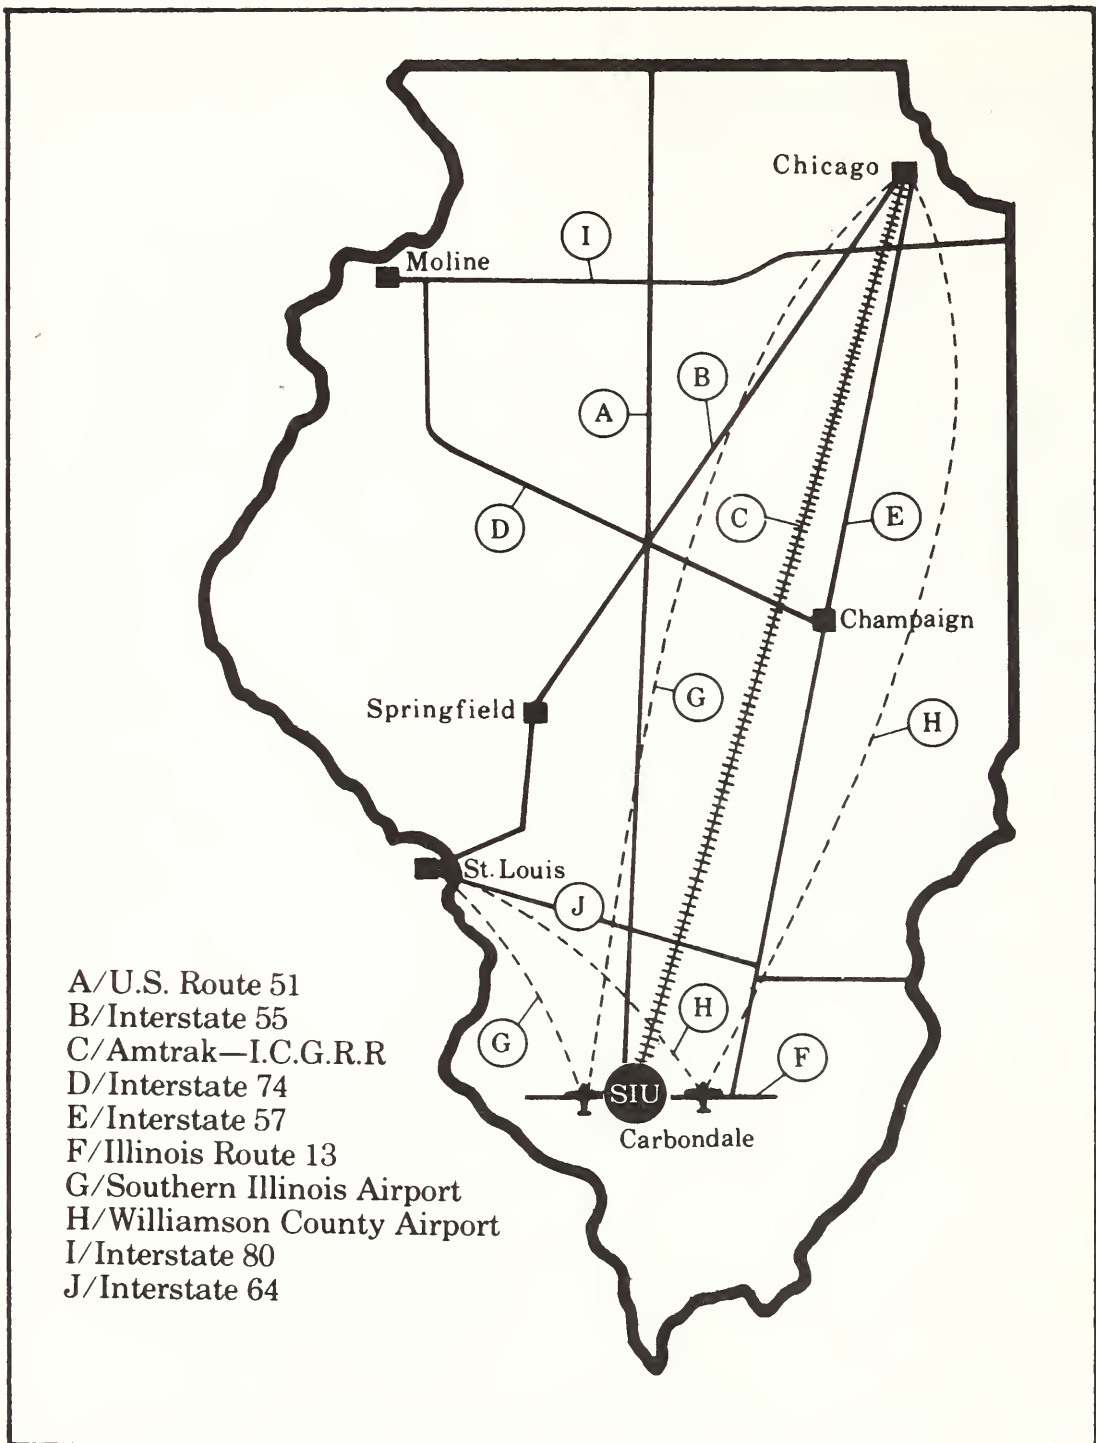 Chicago
I
Moline
B
A
C
E
D
Champaign
G
Springfield
H
St. Louis
J
A/U.S. Route 51
H
B/Interstate 55
G
C/Amtrak—I.C.G.R.R
F
D/Interstate 74
SIU
E/Interstate 57
Carbondale
F/Illinois Route 13
G/Southern Illinois Airport
H/Williamson County Airport
I/Interstate 80
J/Interstate 64